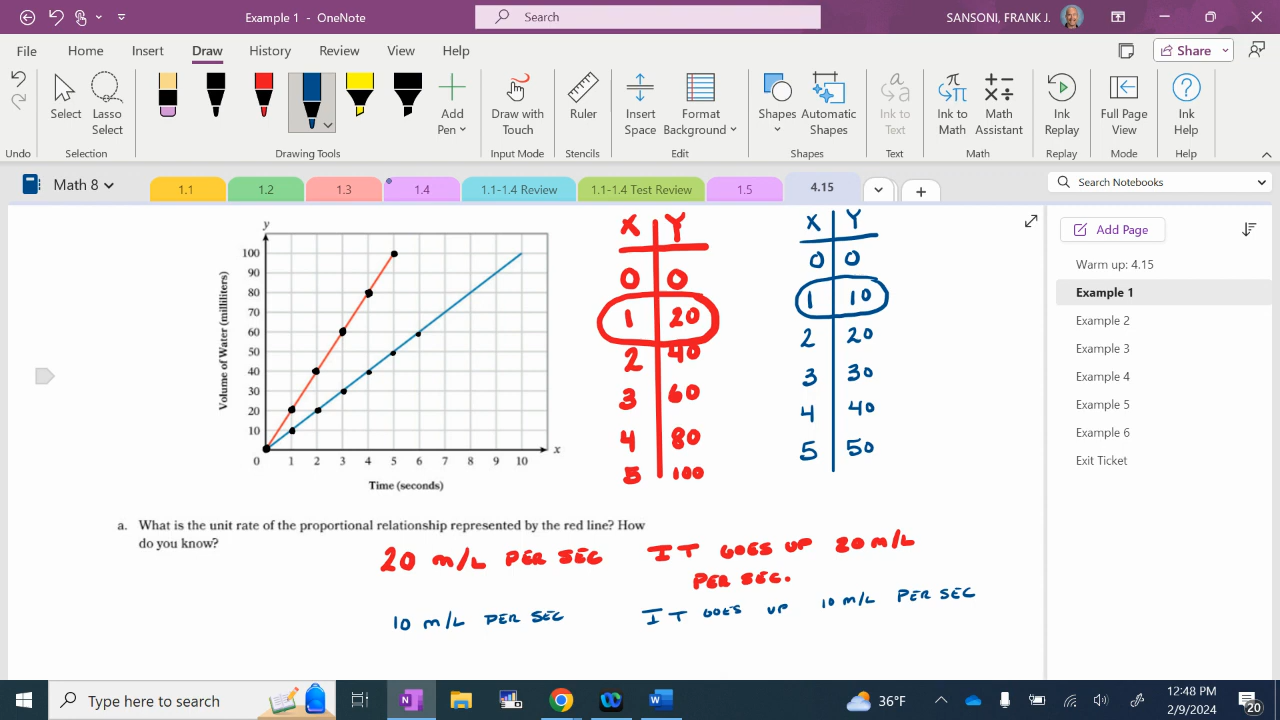 Example 1 - OneNote
Search
SANSONI, FRANK J.
File Home Insert Draw History Review View Help
Share
Select
Lasso Select
Add Pen
Draw with Touch
Ruler
Insert Space
Format Background
Shapes
Automatic Shapes
Ink to Text
Ink to Math
Math Assistant
Ink Replay
Full Page View
Ink Help
Undo Selection Drawing Tools Input Mode Stencils Edit Shapes Text Math Replay Mode Help
Math 8
1.1 1.2 1.3 1.4 1.1-1.4 Review 1.1-1.4 Test Review 1.5 4.15
Search Notebooks
Add Page
Warm up: 4.15
Example 1
Example 2
Example 3
Example 4
Example 5
Example 6
Exit Ticket
y
100
90
80
70
60
50
40
30
20
10
0 1 2 3 4 5 6 7 8 9 10
x
Volume of Water (milliliters)
Time (seconds)
X Y
0 0
1 20
2 40
3 60
4 80
5 100
X Y
0 0
1 10
2 20
3 30
4 40
5 50
a. What is the unit rate of the proportional relationship represented by the red line? How
do you know?
20 m/L PER SEC
IT GOES UP 20 m/L
PER SEC.
10 m/L PER SEC
IT GOES UP 10 m/L PER SEC
Type here to search
36°F
12:48 PM
2/9/2024
20